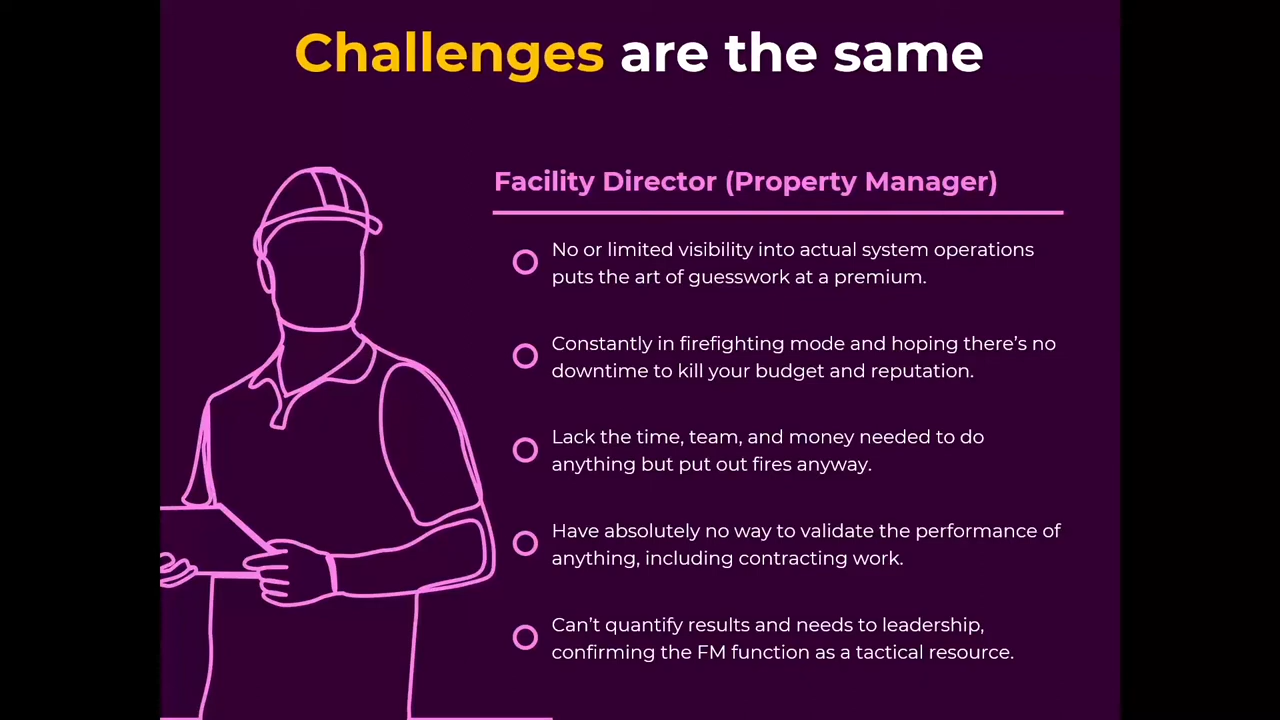 Challenges are the same
Facility Director (Property Manager)
No or limited visibility into actual system operations
puts the art of guesswork at a premium.
Constantly in firefighting mode and hoping there’s no
downtime to kill your budget and reputation.
Lack the time, team, and money needed to do
anything but put out fires anyway.
Have absolutely no way to validate the performance of
anything, including contracting work.
Can’t quantify results and needs to leadership,
confirming the FM function as a tactical resource.